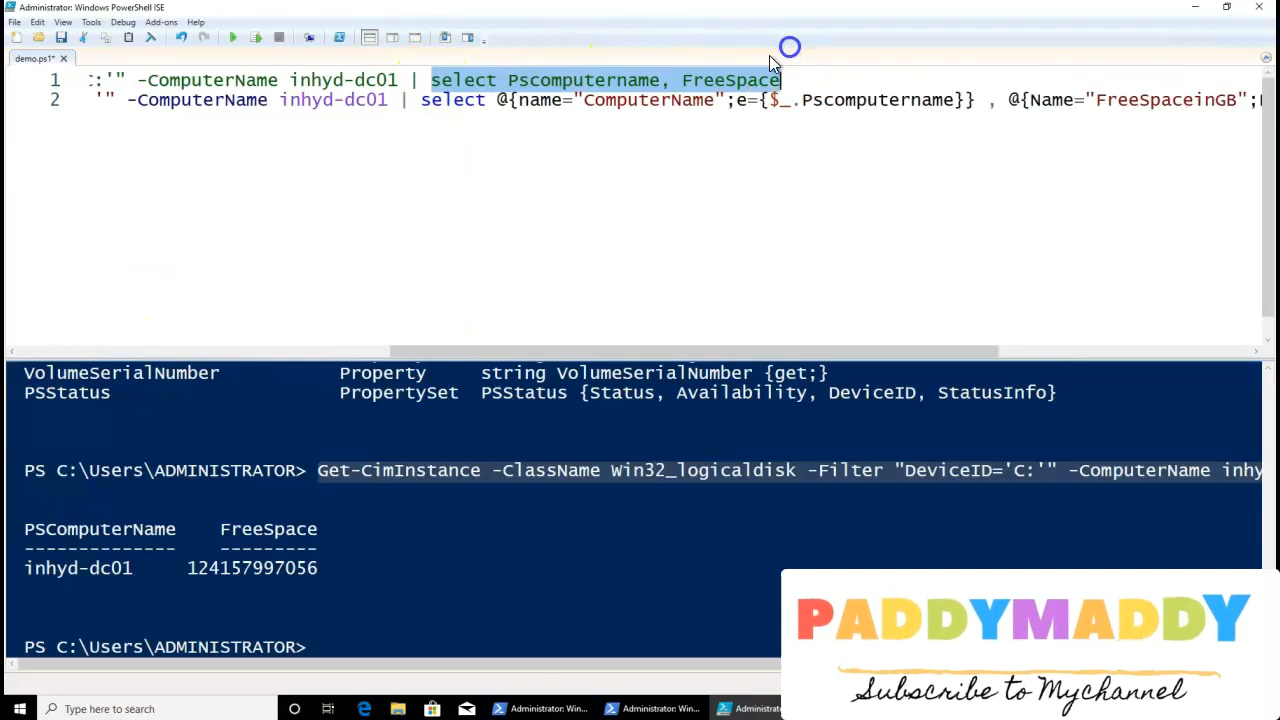 Administrator: Windows PowerShell ISE
File Edit View Tools Debug Add-ons Help
demo.ps1*
1 :'" -ComputerName inhyd-dc01 | select Pscomputername, FreeSpace
2 '" -ComputerName inhyd-dc01 | select @{name="ComputerName";e={$_.Pscomputername}} , @{Name="FreeSpaceinGB";
VolumeSerialNumber Property string VolumeSerialNumber {get;}
PSStatus PropertySet PSStatus {Status, Availability, DeviceID, StatusInfo}
PS C:\Users\ADMINISTRATOR> Get-CimInstance -ClassName Win32_logicaldisk -Filter "DeviceID='C:'" -ComputerName inhy
PSComputerName FreeSpace
-------------- ---------
inhyd-dc01 124157997056
PS C:\Users\ADMINISTRATOR>
PADDYMADDY
Subscribe to Mychannel
Type here to search
Administrator: Win...
Administrator: Win...
Administrat